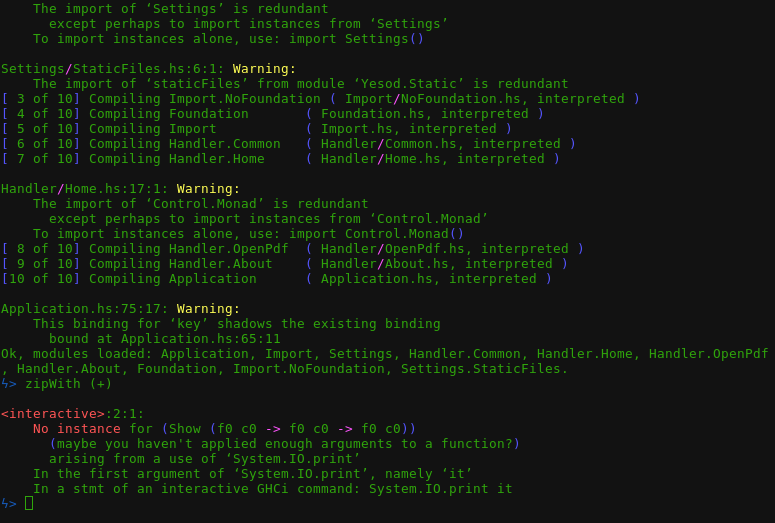 The import of ‘Settings’ is redundant
      except perhaps to import instances from ‘Settings’
    To import instances alone, use: import Settings()

Settings/StaticFiles.hs:6:1: Warning:
    The import of ‘staticFiles’ from module ‘Yesod.Static’ is redundant
[ 3 of 10] Compiling Import.NoFoundation ( Import/NoFoundation.hs, interpreted )
[ 4 of 10] Compiling Foundation       ( Foundation.hs, interpreted )
[ 5 of 10] Compiling Import           ( Import.hs, interpreted )
[ 6 of 10] Compiling Handler.Common   ( Handler/Common.hs, interpreted )
[ 7 of 10] Compiling Handler.Home     ( Handler/Home.hs, interpreted )

Handler/Home.hs:17:1: Warning:
    The import of ‘Control.Monad’ is redundant
      except perhaps to import instances from ‘Control.Monad’
    To import instances alone, use: import Control.Monad()
[ 8 of 10] Compiling Handler.OpenPdf  ( Handler/OpenPdf.hs, interpreted )
[ 9 of 10] Compiling Handler.About    ( Handler/About.hs, interpreted )
[10 of 10] Compiling Application      ( Application.hs, interpreted )

Application.hs:75:17: Warning:
    This binding for ‘key’ shadows the existing binding
      bound at Application.hs:65:11
Ok, modules loaded: Application, Import, Settings, Handler.Common, Handler.Home, Handler.OpenPdf
, Handler.About, Foundation, Import.NoFoundation, Settings.StaticFiles.
ϟ> zipWith (+)

<interactive>:2:1:
    No instance for (Show (f0 c0 -> f0 c0 -> f0 c0))
      (maybe you haven't applied enough arguments to a function?)
      arising from a use of ‘System.IO.print’
    In the first argument of ‘System.IO.print’, namely ‘it’
    In a stmt of an interactive GHCi command: System.IO.print it
ϟ>